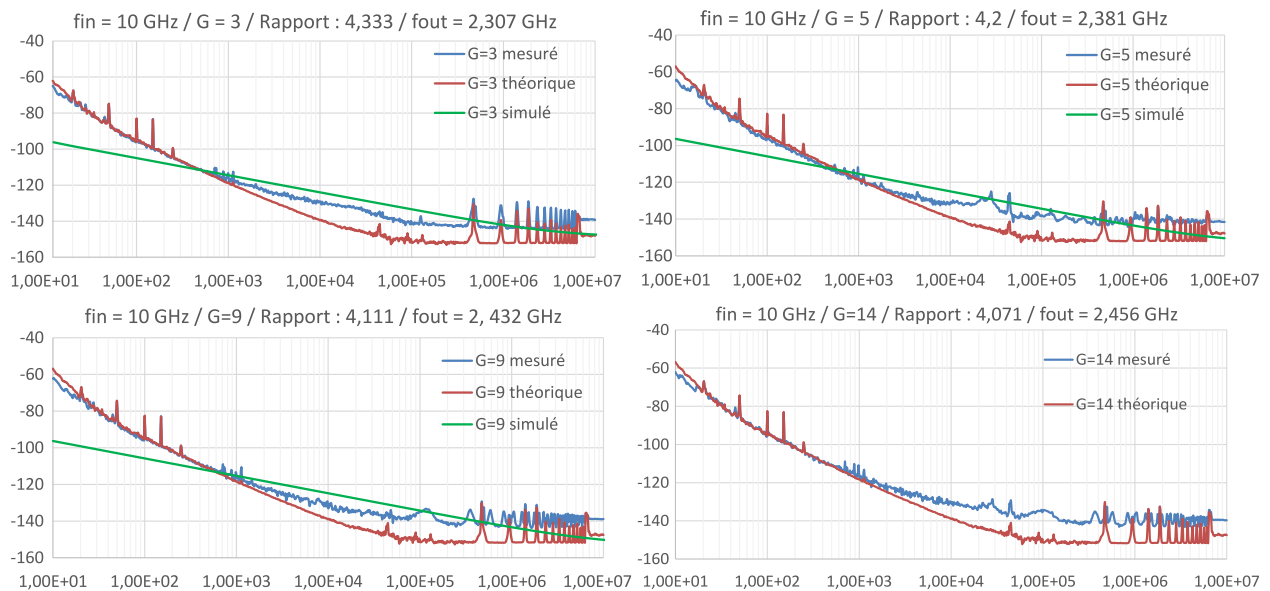 fin = 10 GHz / G = 3 / Rapport : 4,333 / fout = 2,307 GHz
-40
-60
-80
-100
-120
-140
-160
G=3 mesuré
G=3 théorique
G=3 simulé
1,00E+01 1,00E+02 1,00E+03 1,00E+04 1,00E+05 1,00E+06 1,00E+07
fin = 10 GHz / G = 5 / Rapport : 4,2 / fout = 2,381 GHz
-40
-60
-80
-100
-120
-140
-160
G=5 mesuré
G=5 théorique
G=5 simulé
1,00E+01 1,00E+02 1,00E+03 1,00E+04 1,00E+05 1,00E+06 1,00E+07
fin = 10 GHz / G=9 / Rapport : 4,111 / fout = 2, 432 GHz
-40
-60
-80
-100
-120
-140
-160
G=9 mesuré
G=9 théorique
G=9 simulé
1,00E+01 1,00E+02 1,00E+03 1,00E+04 1,00E+05 1,00E+06 1,00E+07
fin = 10 GHz / G=14 / Rapport : 4,071 / fout = 2,456 GHz
-40
-60
-80
-100
-120
-140
-160
G=14 mesuré
G=14 théorique
1,00E+01 1,00E+02 1,00E+03 1,00E+04 1,00E+05 1,00E+06 1,00E+07